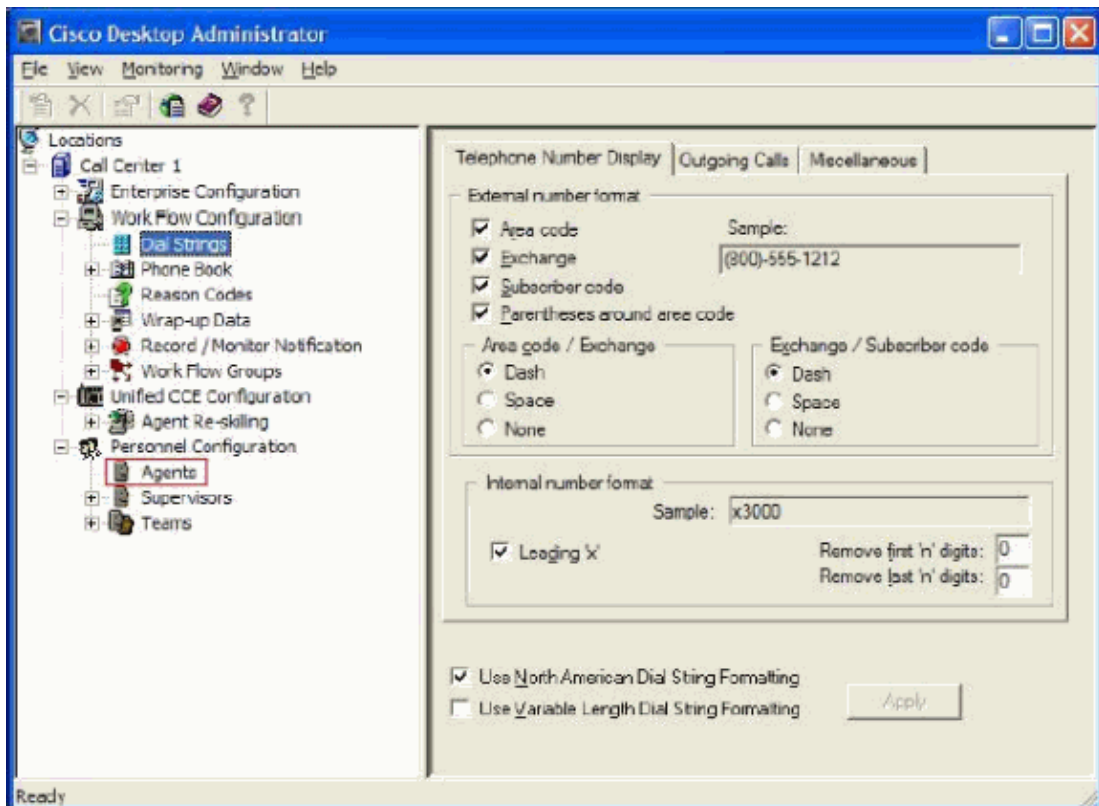 Cisco Desktop Administrator
File View Monitoring Window Help
Locations
Call Center 1
Enterprise Configuration
Work Flow Configuration
Dial Strings
Phone Book
Reason Codes
Wrap-up Data
Record / Monitor Notification
Work Flow Groups
Unified CCE Configuration
Agent Re-skilling
Personnel Configuration
Agents
Supervisors
Teams
Telephone Number Display Outgoing Calls Miscellaneous
External number format
Area code
Exchange
Subscriber code
Parentheses around area code
Sample:
(800)-555-1212
Area code / Exchange
Dash
Space
None
Exchange / Subscriber code
Dash
Space
None
Internal number format
Sample: x3000
Leading 'x'
Remove first 'n' digits: 0
Remove last 'n' digits: 0
Use North American Dial String Formatting
Use Variable Length Dial String Formatting
Apply
Ready